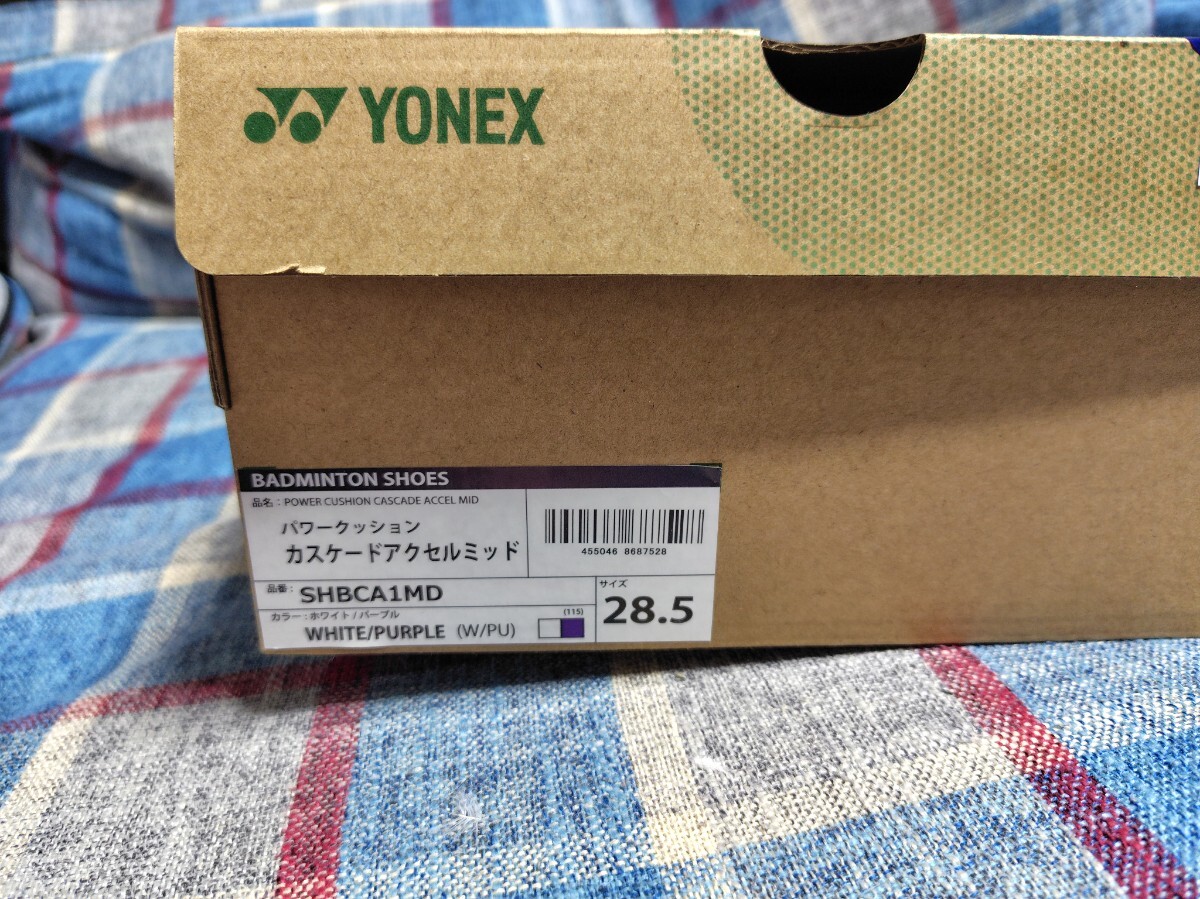 YONEX
BADMINTON SHOES
品名：POWER CUSHION CASCADE ACCEL MID
パワークッション
カスケードアクセルミッド
455046 8687528
品番：SHBCA1MD
サイズ
28.5
カラー：ホワイト/パープル
(115)
WHITE/PURPLE (W/PU)